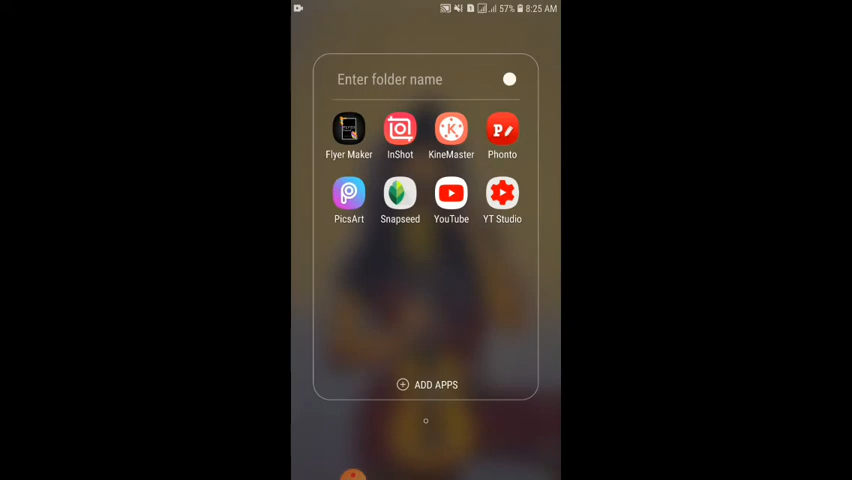 57% 8:25 AM
Enter folder name
Flyer Maker InShot KineMaster Phonto
PicsArt Snapseed YouTube YT Studio
ADD APPS